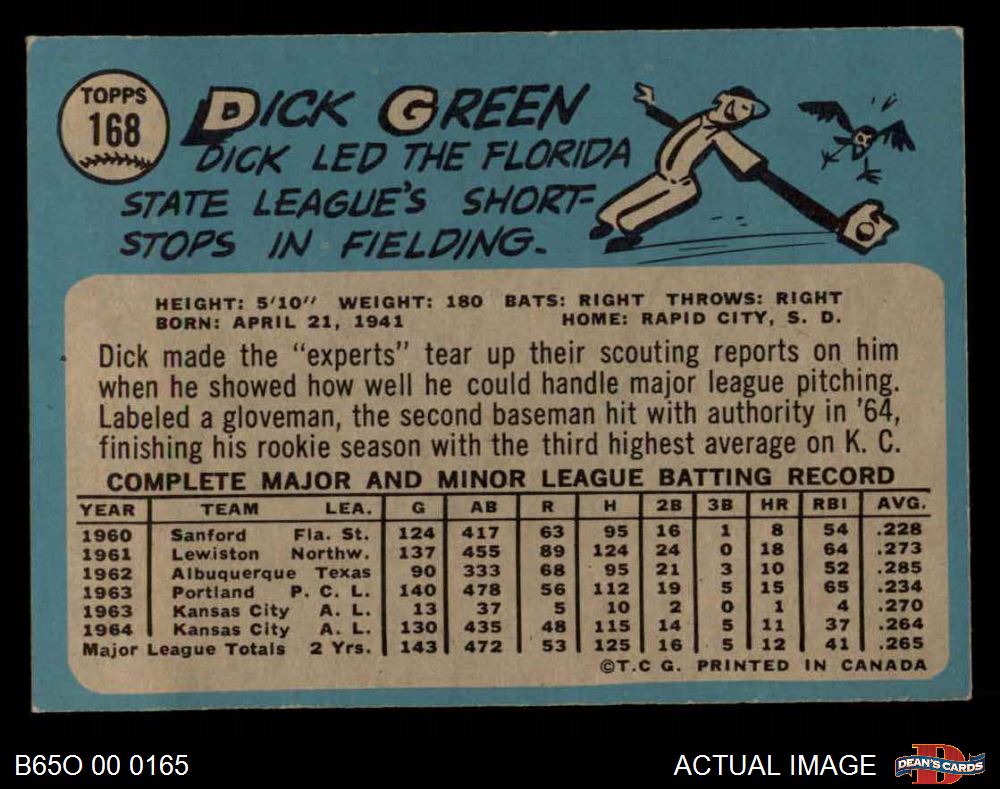 TOPPS
168
DICK GREEN
DICK LED THE FLORIDA
STATE LEAGUE'S SHORT-
STOPS IN FIELDING.
HEIGHT: 5'10" WEIGHT: 180 BATS: RIGHT THROWS: RIGHT
BORN: APRIL 21, 1941 HOME: RAPID CITY, S. D.
Dick made the "experts" tear up their scouting reports on him
when he showed how well he could handle major league pitching.
Labeled a gloveman, the second baseman hit with authority in '64,
finishing his rookie season with the third highest average on K. C.
COMPLETE MAJOR AND MINOR LEAGUE BATTING RECORD
YEAR TEAM LEA. G AB R H 2B 3B HR RBI AVG.
1960 Sanford Fla. St. 124 417 63 95 16 1 8 54 .228
1961 Lewiston Northw. 137 455 89 124 24 0 18 64 .273
1962 Albuquerque Texas 90 333 68 95 21 3 10 52 .285
1963 Portland P. C. L. 140 478 56 112 19 5 15 65 .234
1963 Kansas City A. L. 13 37 5 10 2 0 1 4 .270
1964 Kansas City A. L. 130 435 48 115 14 5 11 37 .264
Major League Totals 2 Yrs. 143 472 53 125 16 5 12 41 .265
©T.C G. PRINTED IN CANADA
B65O 00 0165
ACTUAL IMAGE
DEAN'S CARDS